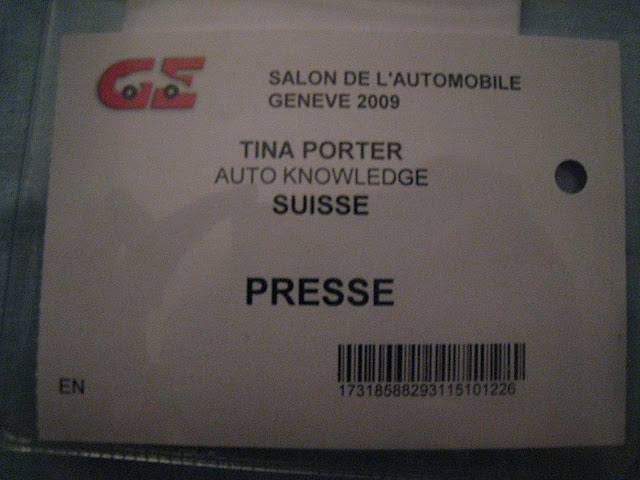 GE
SALON DE L'AUTOMOBILE
GENEVE 2009
TINA PORTER
AUTO KNOWLEDGE
SUISSE
PRESSE
EN
17318588293115101226